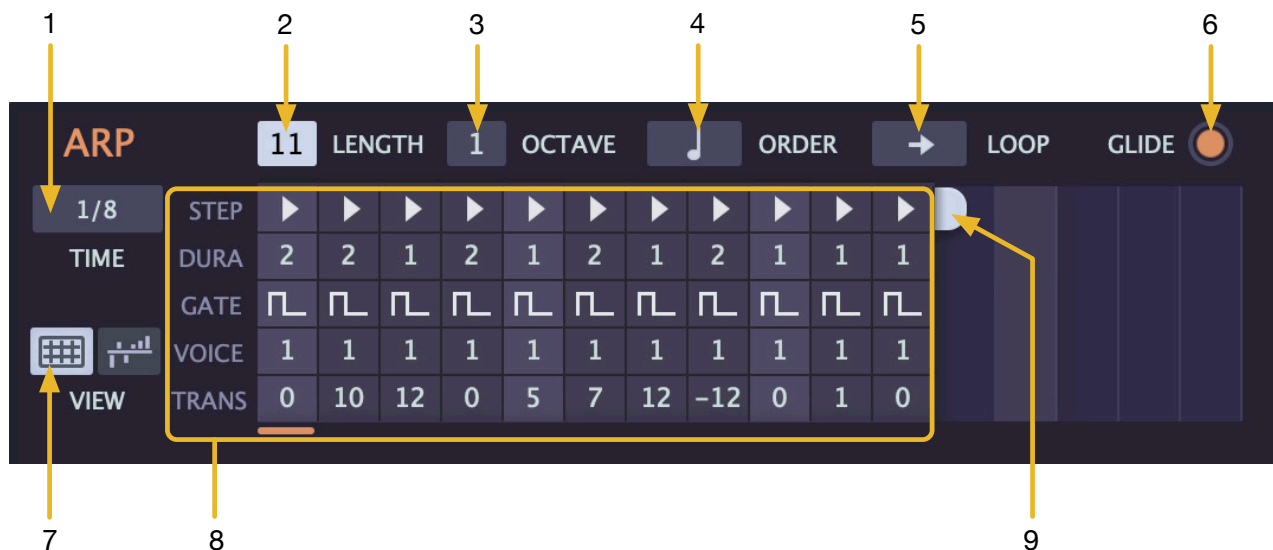 1 2 3 4 5 6
ARP 11 LENGTH 1 OCTAVE ORDER LOOP GLIDE
1/8 STEP
TIME DURA 2 2 1 2 1 2 1 2 1 1 1
GATE
VOICE 1 1 1 1 1 1 1 1 1 1 1
VIEW TRANS 0 10 12 0 5 7 12 −12 0 1 0
7 8 9